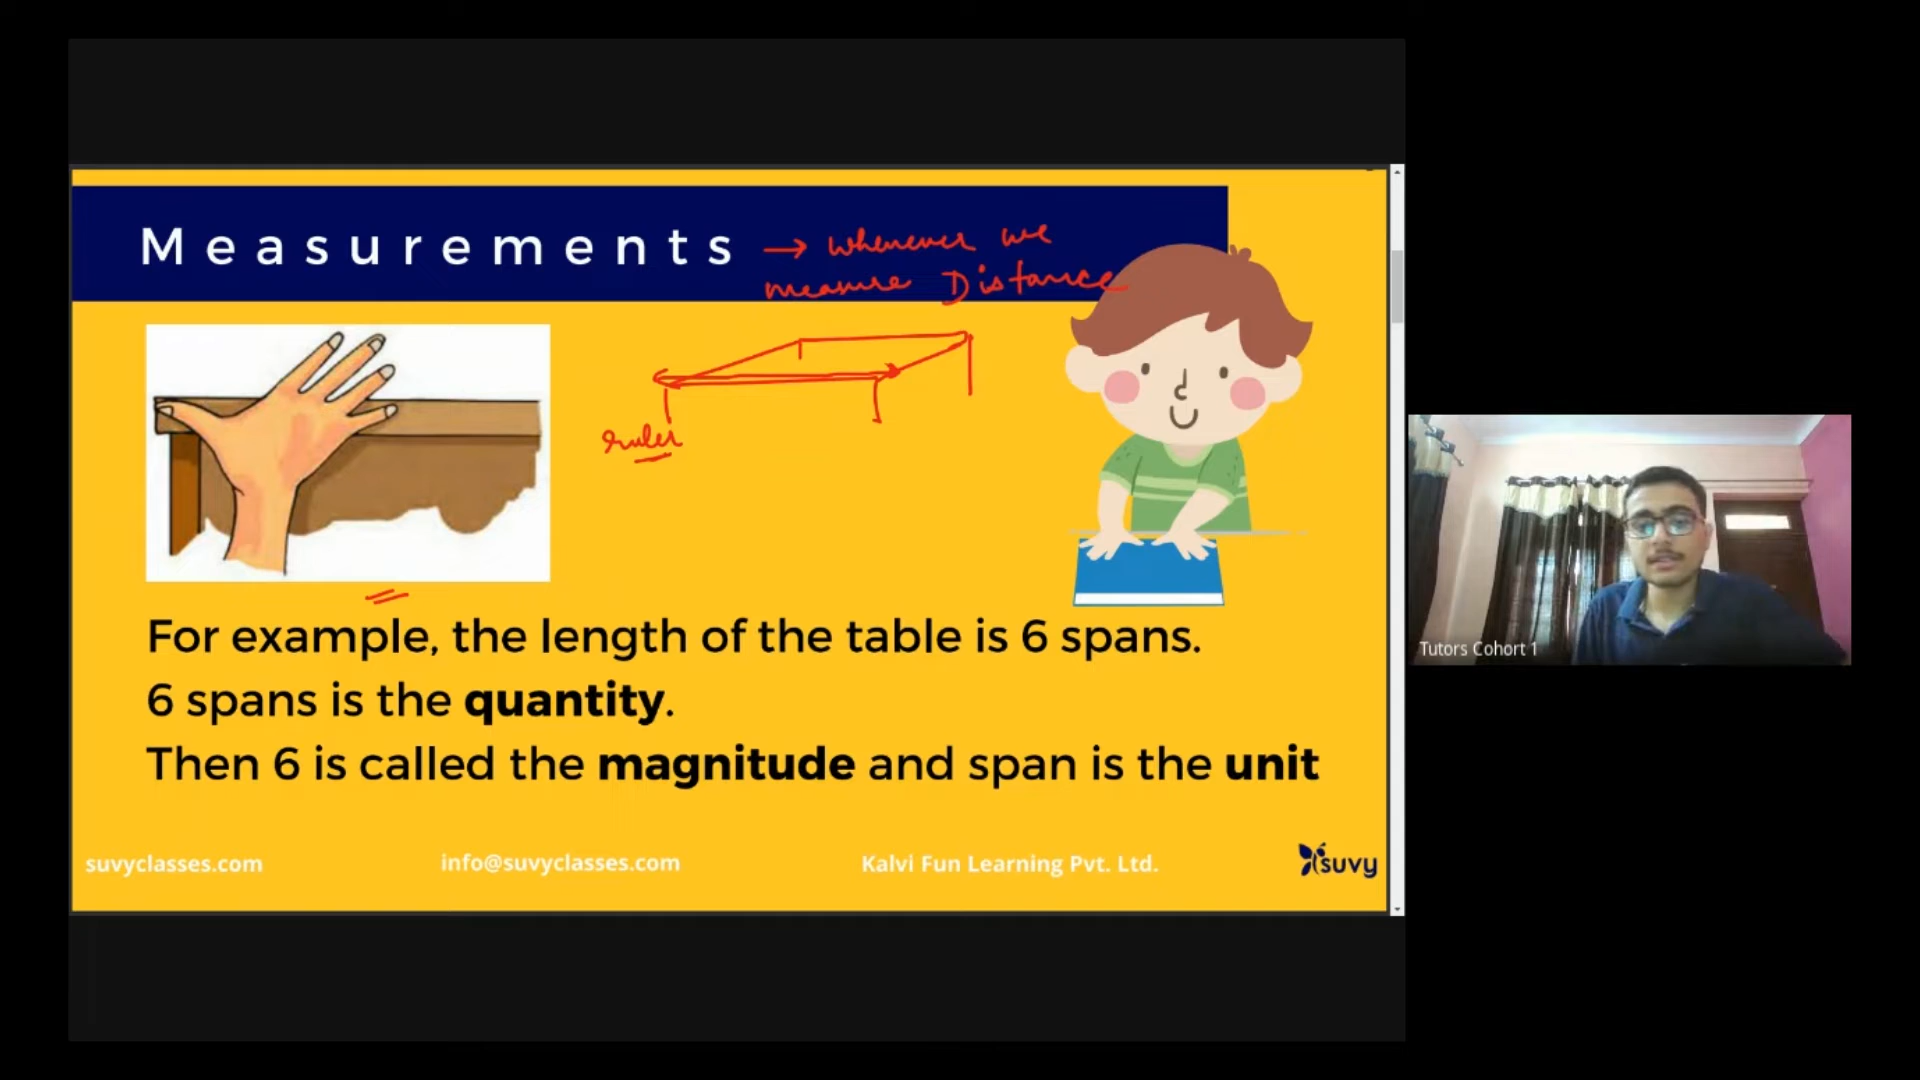 Measurements → whenever we
measure Distance
ruler
For example, the length of the table is 6 spans.
6 spans is the quantity.
Then 6 is called the magnitude and span is the unit
suvyclasses.com info@suvyclasses.com Kalvi Fun Learning Pvt. Ltd. suvy
Tutors Cohort 1